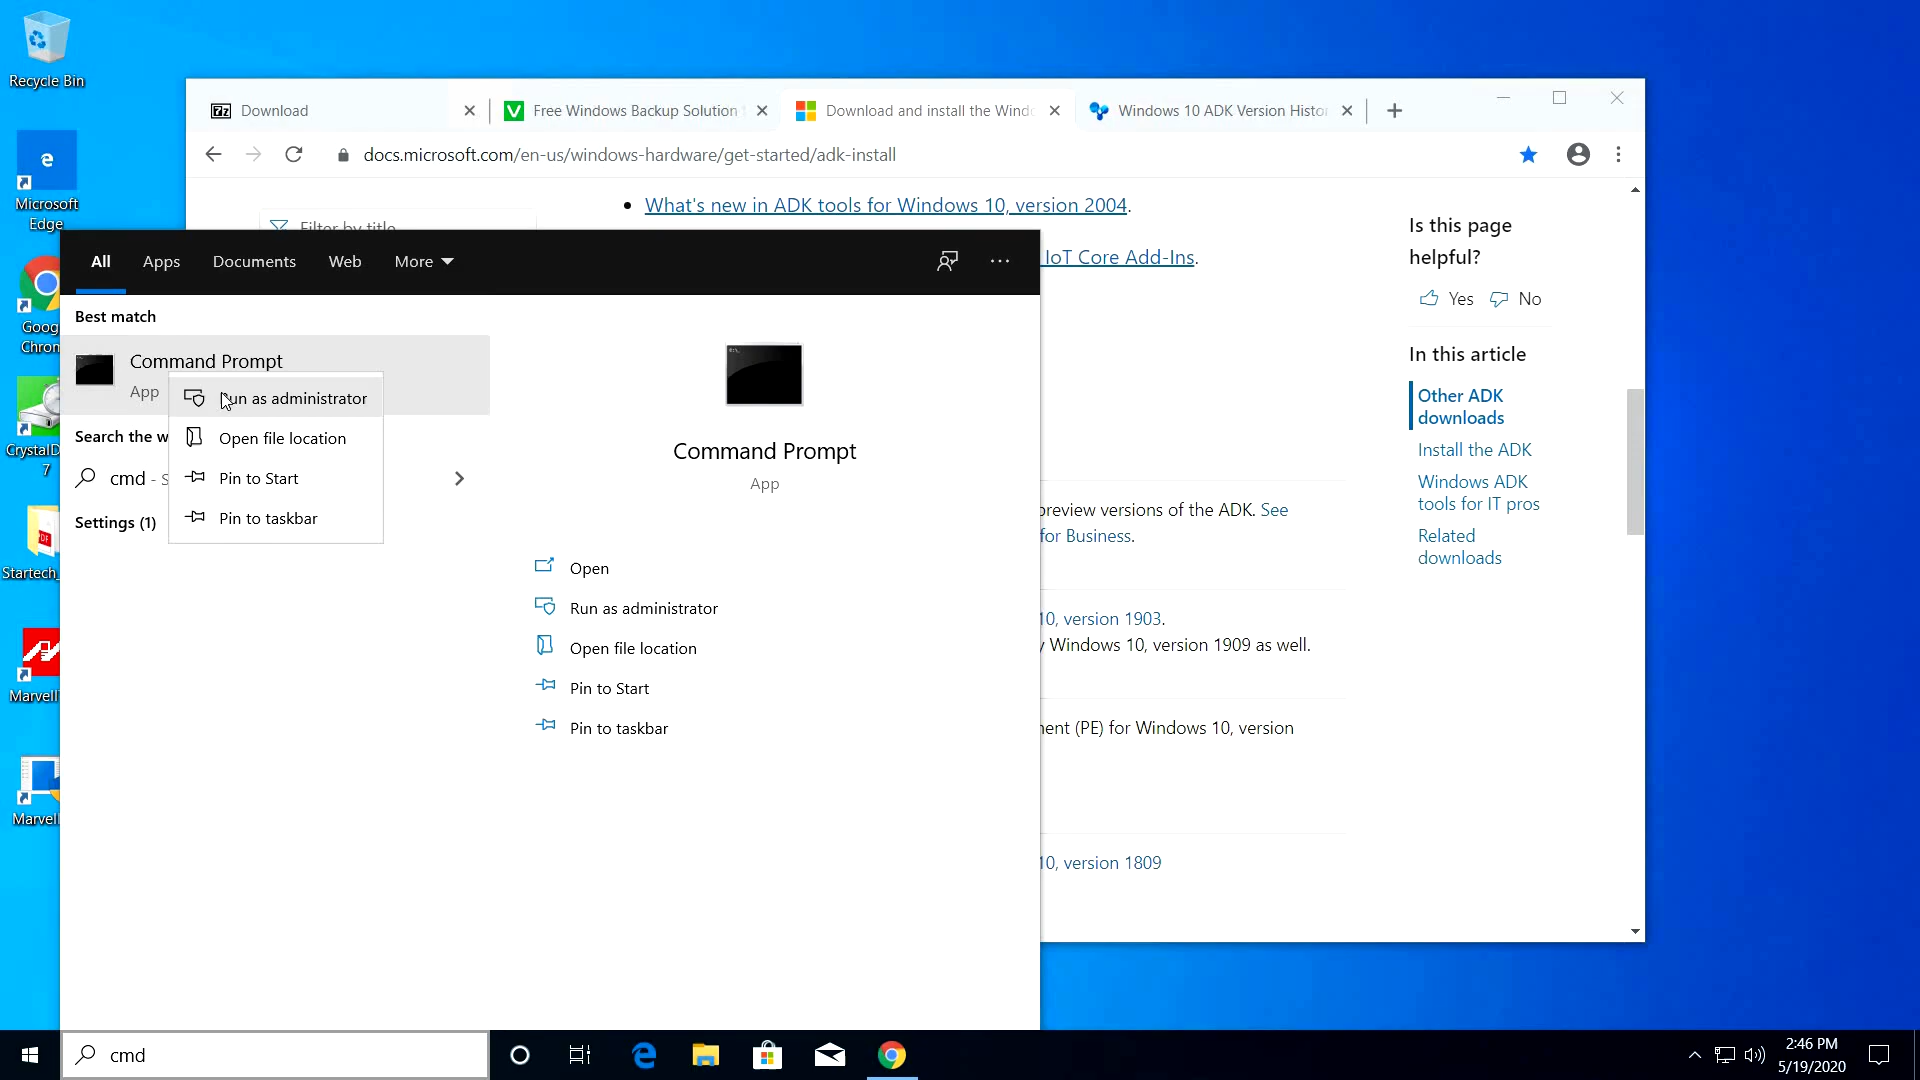 Recycle Bin
Microsoft
Edge
Goog
Chron
CrystalD
7
Startech_
Marvell
Marvell
Download
Free Windows Backup Solution
Download and install the Windo
Windows 10 ADK Version Histor
docs.microsoft.com/en-us/windows-hardware/get-started/adk-install
What's new in ADK tools for Windows 10, version 2004.
Filter by title
IoT Core Add-Ins.
Is this page
helpful?
Yes
No
In this article
Other ADK
downloads
Install the ADK
Windows ADK
tools for IT pros
Related
downloads
preview versions of the ADK. See
for Business.
10, version 1903.
Windows 10, version 1909 as well.
ent (PE) for Windows 10, version
10, version 1809
All
Apps
Documents
Web
More
Best match
Command Prompt
App
Run as administrator
Open file location
Pin to Start
Pin to taskbar
Search the w
cmd - S
Settings (1)
Command Prompt
App
Open
Run as administrator
Open file location
Pin to Start
Pin to taskbar
cmd
2:46 PM
5/19/2020